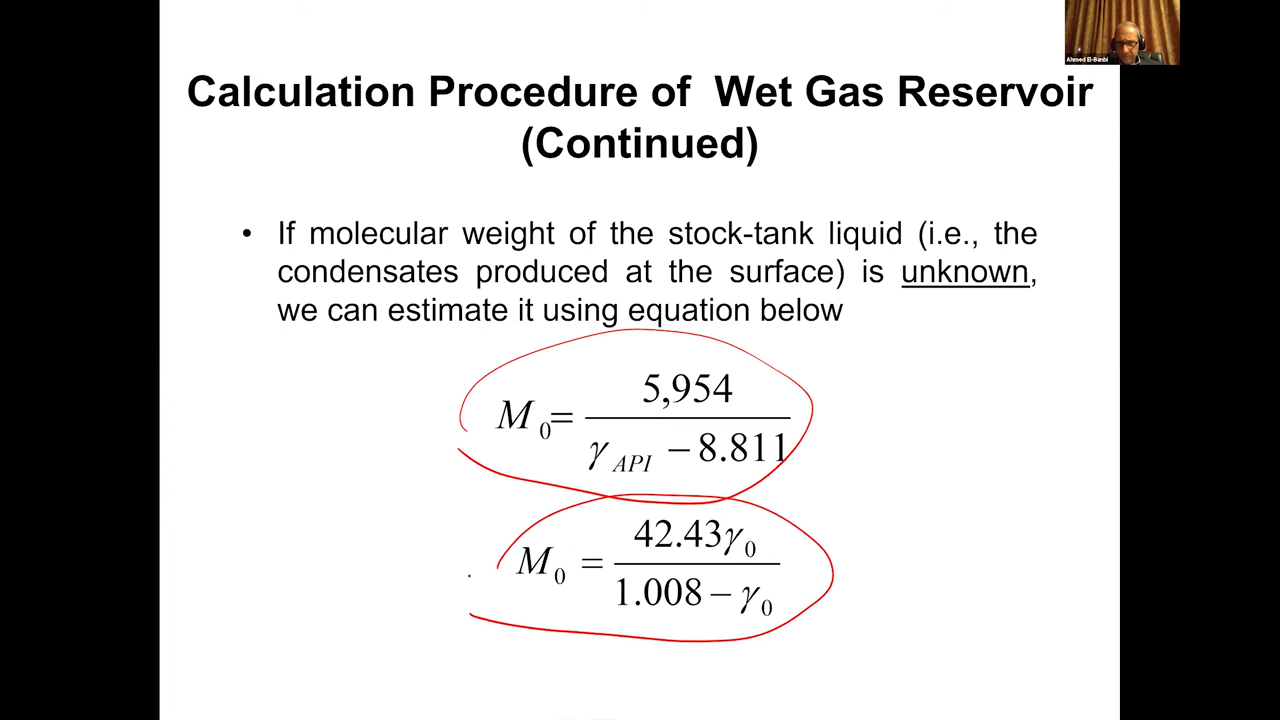 Ahmed El-Banbi
Calculation Procedure of Wet Gas Reservoir
(Continued)
• If molecular weight of the stock-tank liquid (i.e., the
condensates produced at the surface) is unknown,
we can estimate it using equation below
M₀= 5,954 / (γ_API − 8.811)
M₀ = 42.43γ₀ / (1.008 − γ₀)